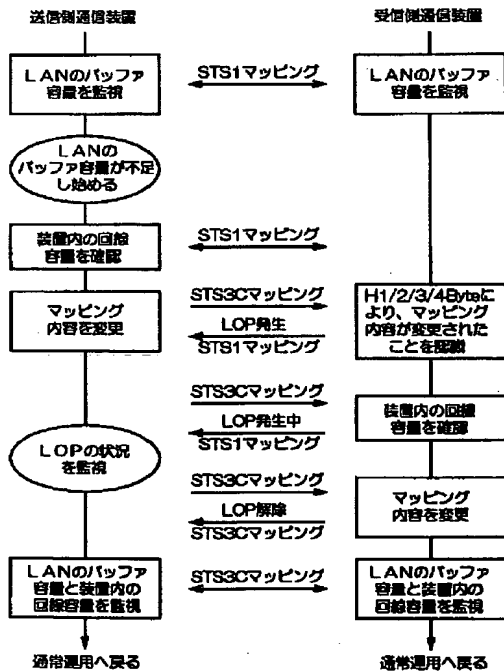 送信側通信装置
受信側通信装置
LANのバッファ
容量を監視
STS1マッピング
LANのバッファ
容量を監視
LANの
バッファ容量が不足
し始める
装置内の回線
容量を確認
STS1マッピング
マッピング
内容を変更
STS3Cマッピング
LOP発生
STS1マッピング
H1/2/3/4Byteに
より、マッピング
内容が変更された
ことを認識
STS3Cマッピング
LOP発生中
STS1マッピング
装置内の回線
容量を確認
LOPの状況
を監視
STS3Cマッピング
LOP解除
STS3Cマッピング
マッピング
内容を変更
LANのバッファ
容量と装置内の
回線容量を監視
STS3Cマッピング
LANのバッファ
容量と装置内の
回線容量を監視
通常運用へ戻る
通常運用へ戻る